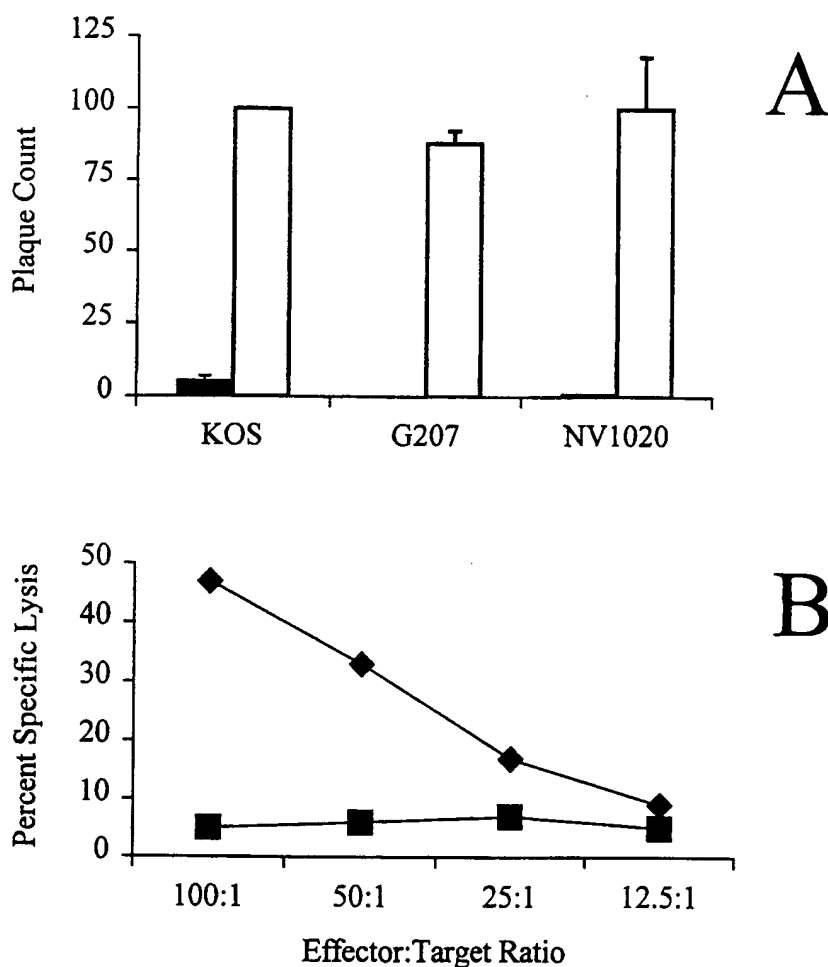 A
Plaque Count
125
100
75
50
25
0
KOS G207 NV1020
B
Percent Specific Lysis
50
40
30
20
10
0
100:1 50:1 25:1 12.5:1
Effector:Target Ratio